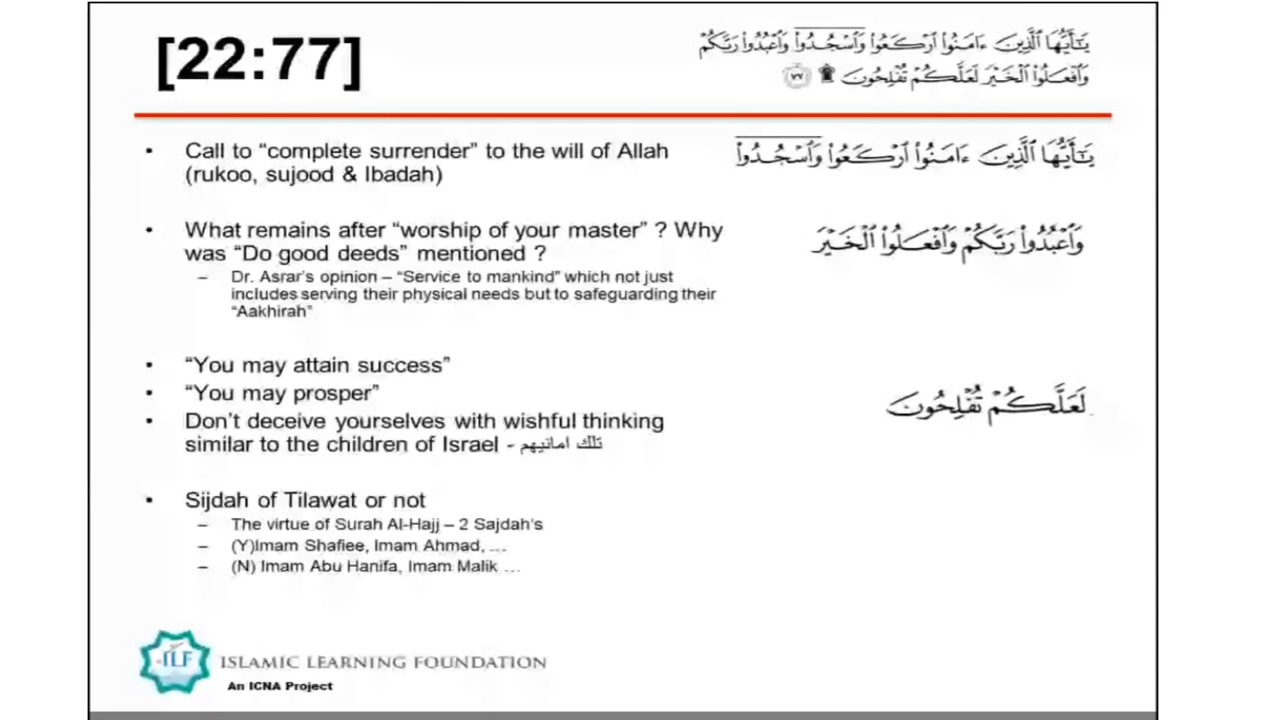 [22:77]
يَٰٓأَيُّهَا ٱلَّذِينَ ءَامَنُوا۟ ٱرْكَعُوا۟ وَٱسْجُدُوا۟ وَٱعْبُدُوا۟ رَبَّكُمْ
وَٱفْعَلُوا۟ ٱلْخَيْرَ لَعَلَّكُمْ تُفْلِحُونَ ۩ ٧٧
• Call to “complete surrender” to the will of Allah
(rukoo, sujood & Ibadah)
يَٰٓأَيُّهَا ٱلَّذِينَ ءَامَنُوا۟ ٱرْكَعُوا۟ وَٱسْجُدُوا۟
• What remains after “worship of your master” ? Why
was “Do good deeds” mentioned ?
وَٱعْبُدُوا۟ رَبَّكُمْ وَٱفْعَلُوا۟ ٱلْخَيْرَ
– Dr. Asrar’s opinion – “Service to mankind” which not just
includes serving their physical needs but to safeguarding their
“Aakhirah”
• “You may attain success”
• “You may prosper”
لَعَلَّكُمْ تُفْلِحُونَ
• Don’t deceive yourselves with wishful thinking
similar to the children of Israel - تلك امانيهم
• Sijdah of Tilawat or not
– The virtue of Surah Al-Hajj – 2 Sajdah’s
– (Y)Imam Shafiee, Imam Ahmad, …
– (N) Imam Abu Hanifa, Imam Malik …
ILF ISLAMIC LEARNING FOUNDATION
An ICNA Project